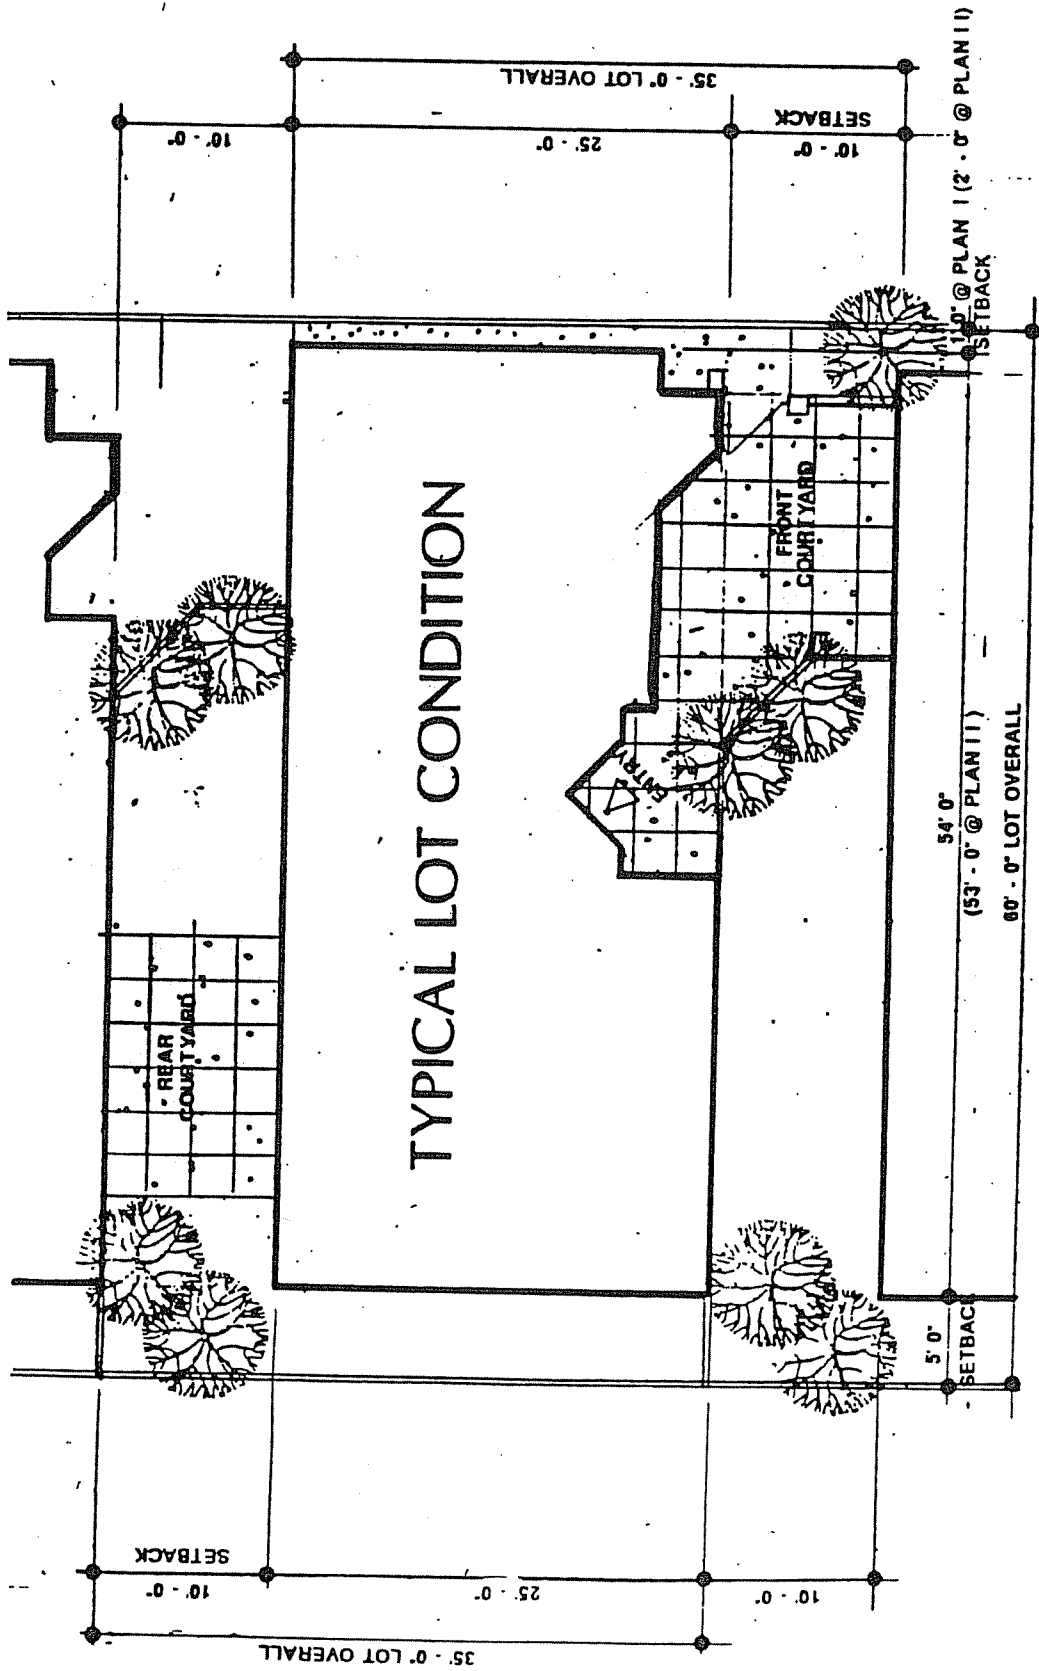 35'. 0" LOT OVERALL
SETBACK
10' - 0"
25' - 0"
10' - 0"
1' 0" @ PLAN I (2' - 0" @ PLAN II)
SETBACK
FRONT
COURTYARD
ENTRY
TYPICAL LOT CONDITION
REAR
COURTYARD
54' 0"
(53' - 0" @ PLAN II)
60' - 0" LOT OVERALL
5' 0"
SETBACK
SETBACK
10' - 0"
25' - 0"
10' - 0"
35'. 0" LOT OVERALL